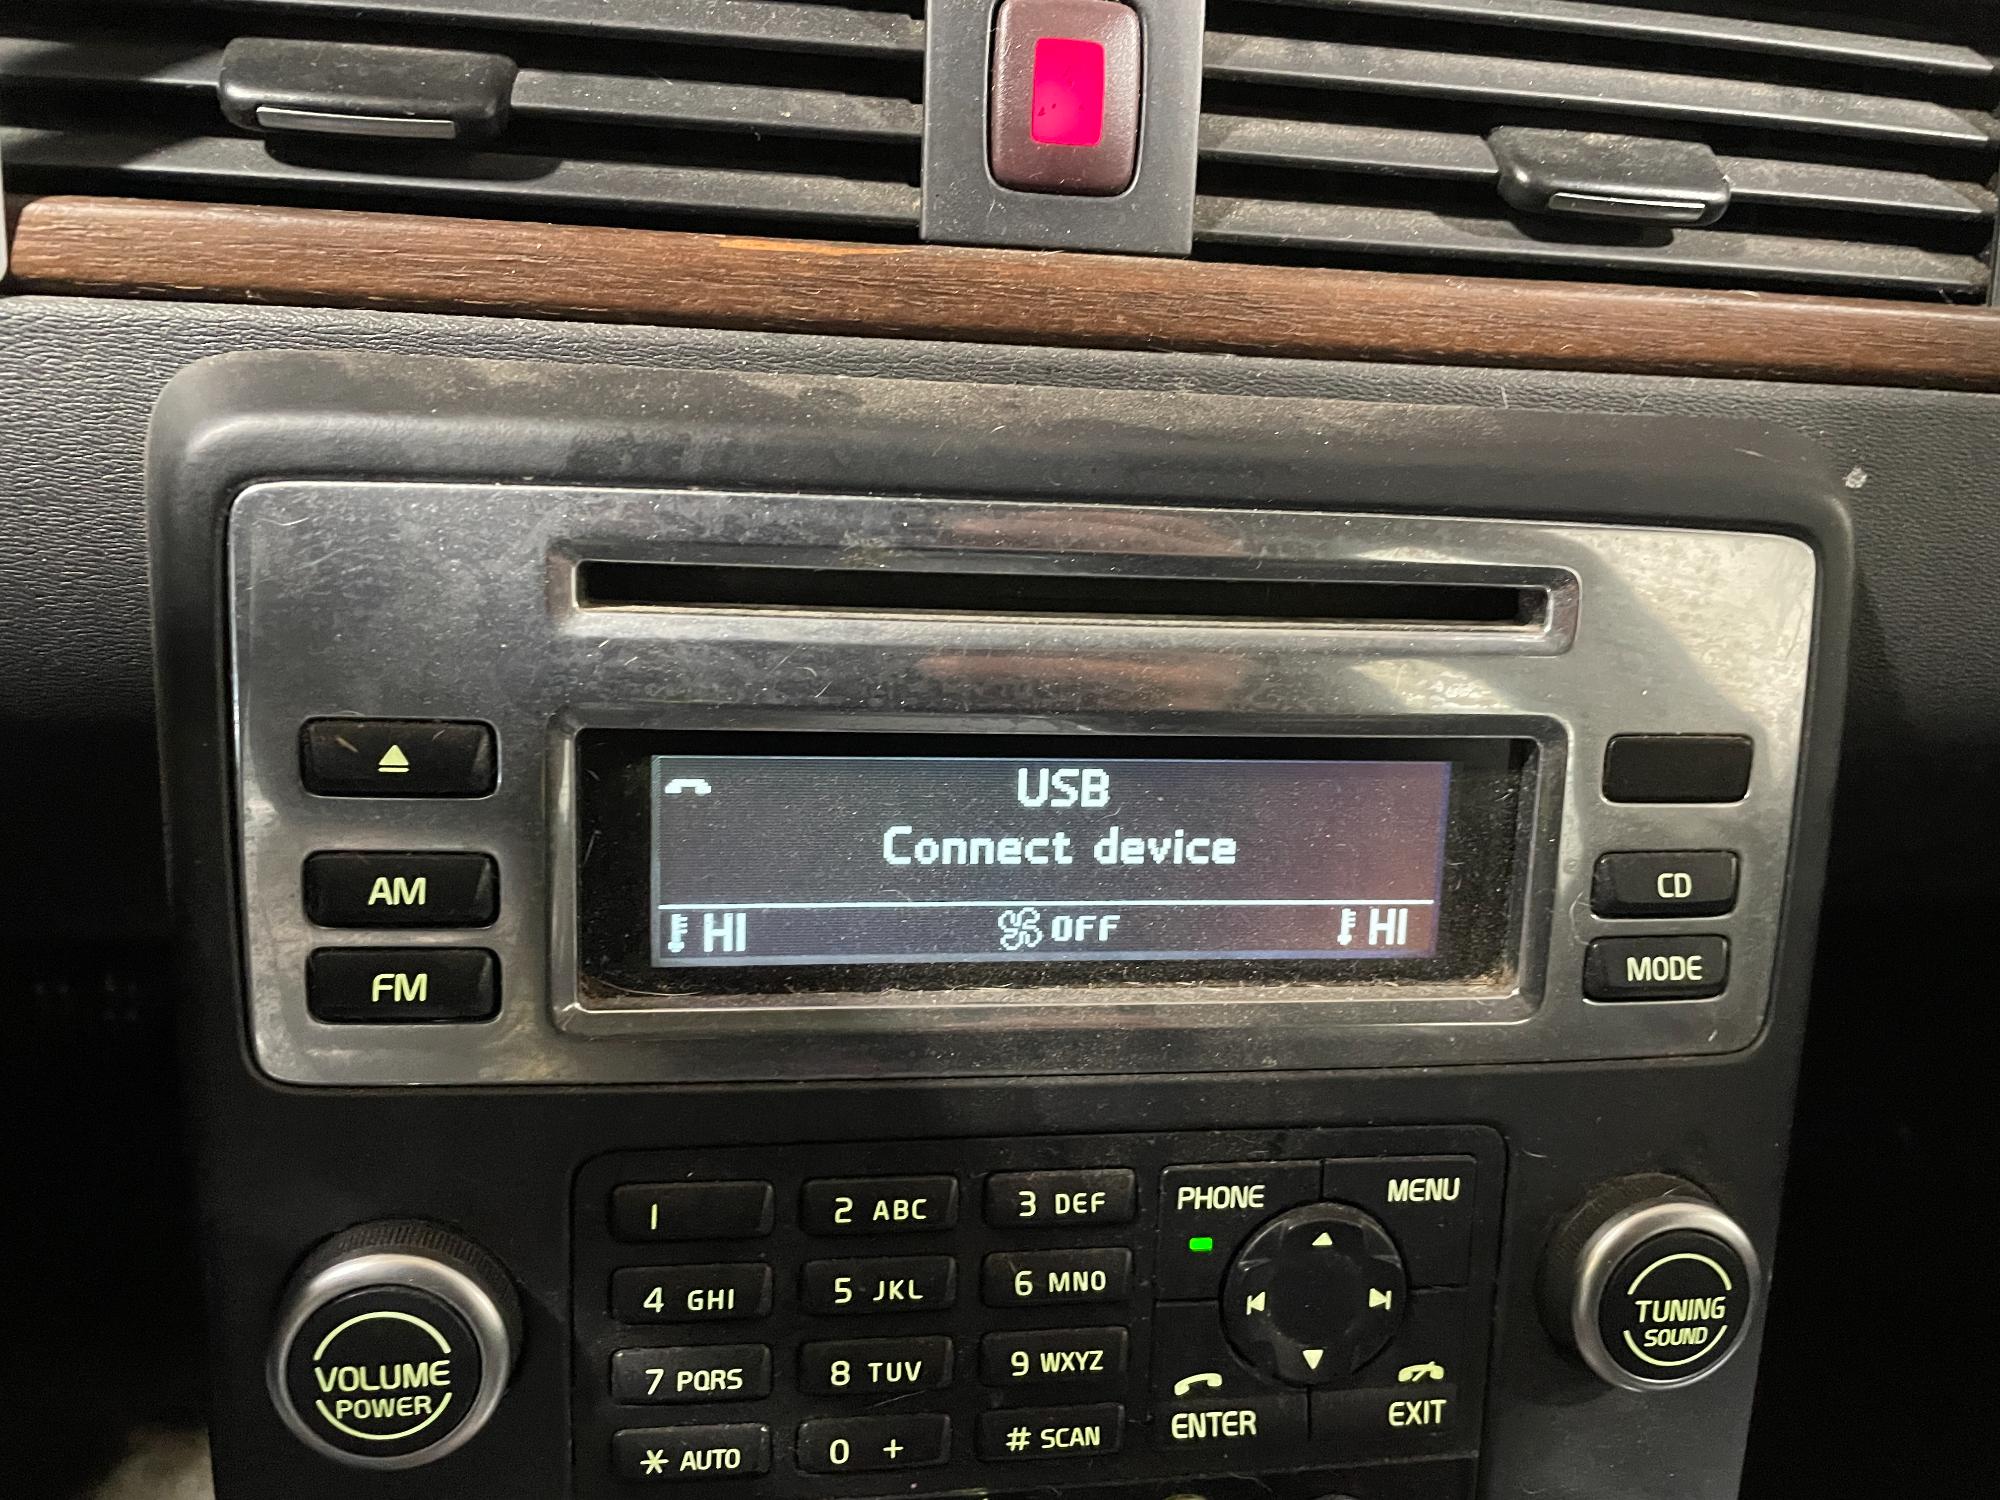 USB
Connect device
HI OFF HI
AM
FM
CD
MODE
1
2 ABC
3 DEF
4 GHI
5 JKL
6 MNO
7 PQRS
8 TUV
9 WXYZ
* AUTO
0 +
# SCAN
PHONE
MENU
ENTER
EXIT
VOLUME
POWER
TUNING
SOUND